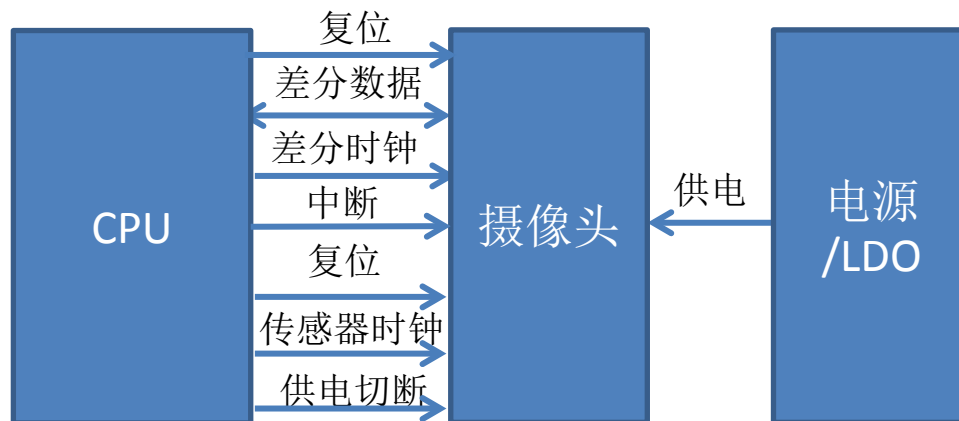 复位
差分数据
差分时钟
中断
复位
传感器时钟
供电切断
CPU
摄像头
供电
电源
/LDO